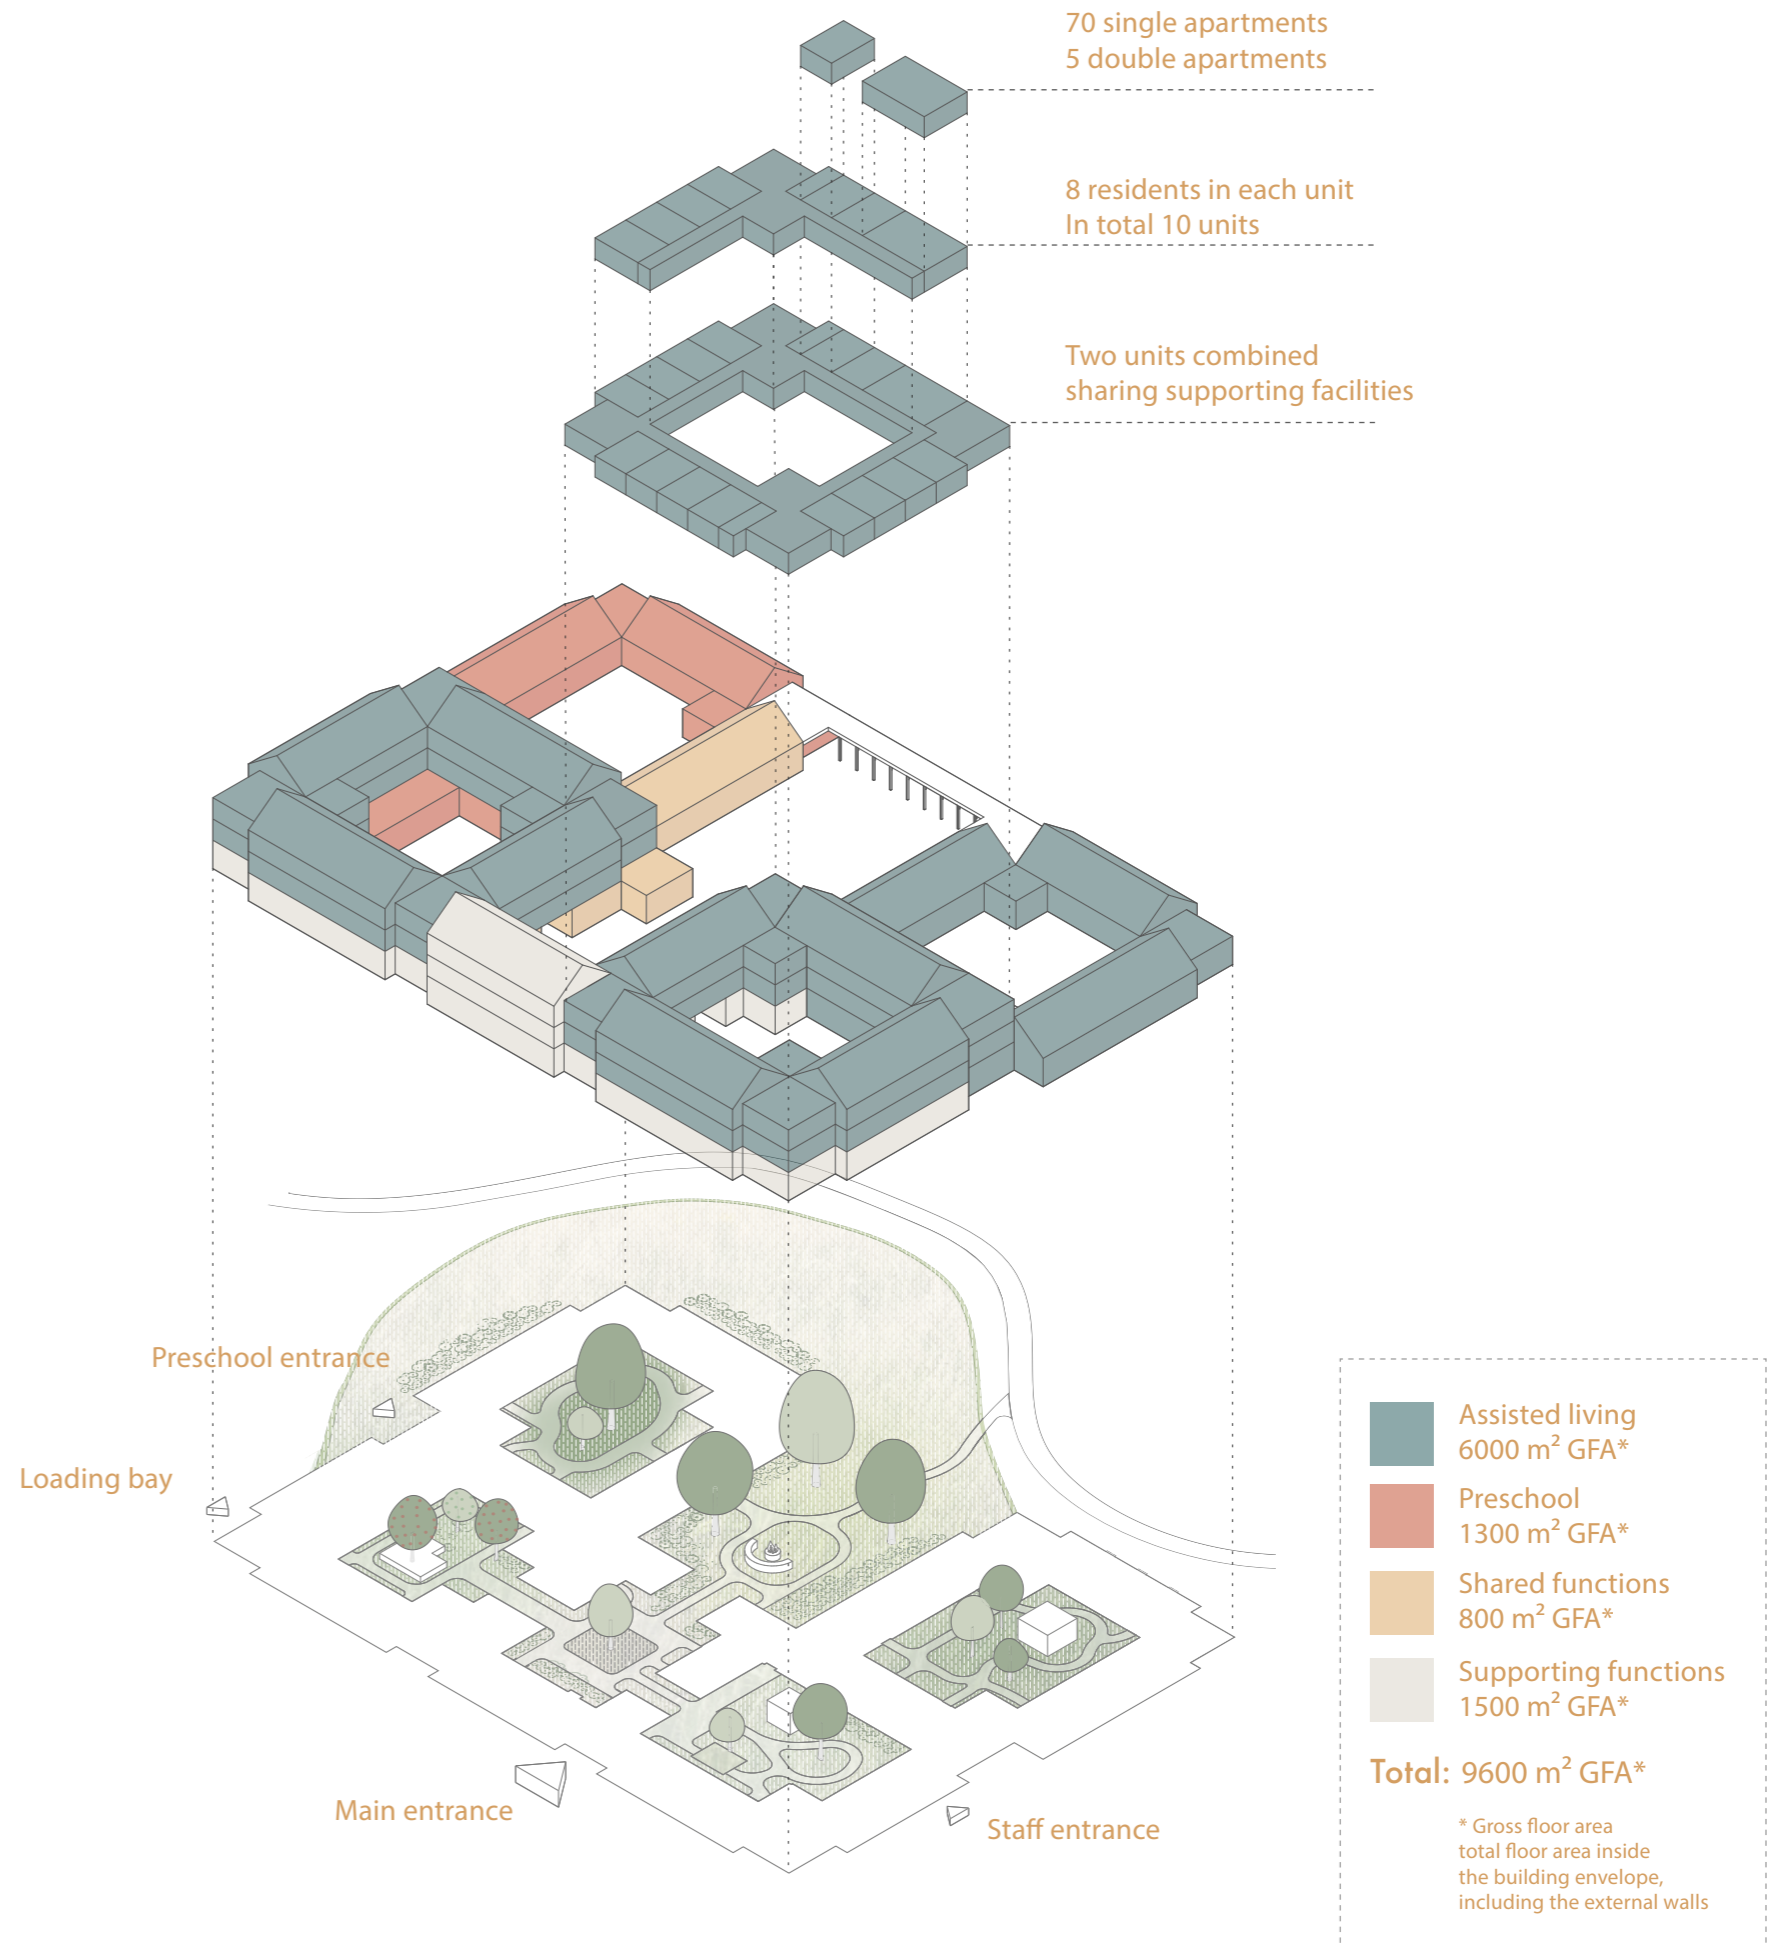 70 single apartments
5 double apartments
8 residents in each unit
In total 10 units
Two units combined
sharing supporting facilities
Preschool entrance
Loading bay
Main entrance
Staff entrance
Assisted living
6000 m² GFA*
Preschool
1300 m² GFA*
Shared functions
800 m² GFA*
Supporting functions
1500 m² GFA*
Total: 9600 m² GFA*
* Gross floor area
total floor area inside
the building envelope,
including the external walls